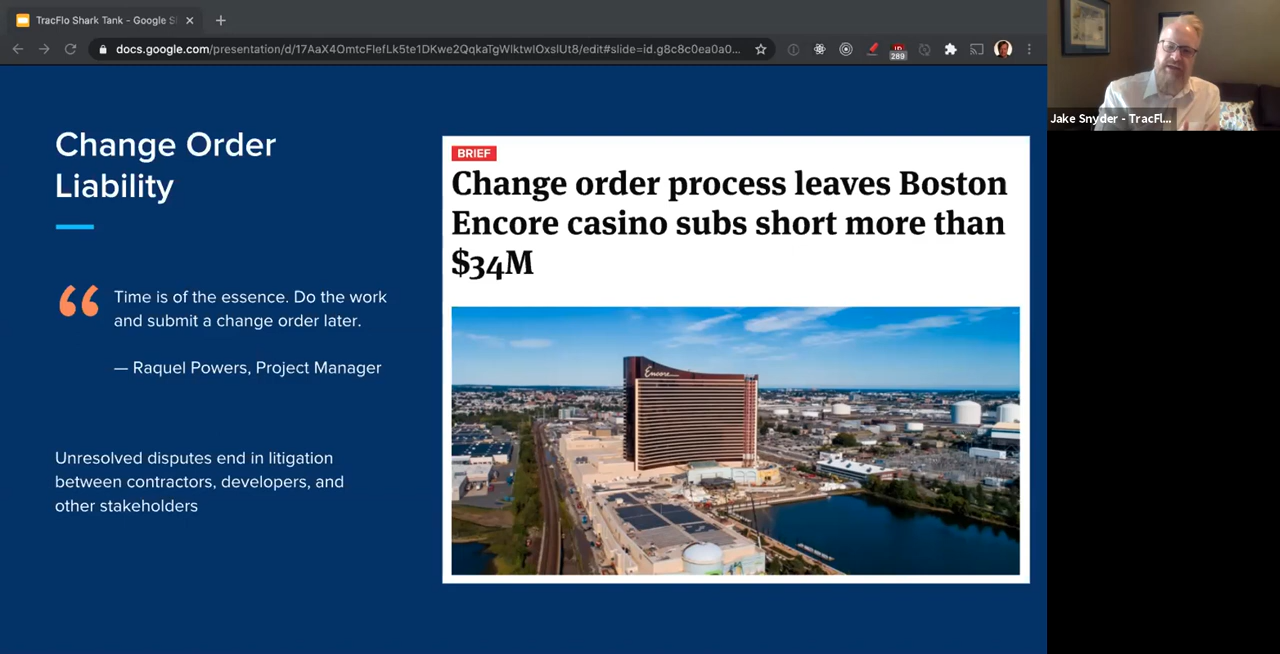 TracFlo Shark Tank - Google Sl
docs.google.com/presentation/d/17AaX4OmtcFIefLk5te1DKwe2QqkaTgWlktwIOxsIUt8/edit#slide=id.g8c8c0ea0a0...
289
Jake Snyder - TracFl...
Change Order
Liability
“ Time is of the essence. Do the work
and submit a change order later.
— Raquel Powers, Project Manager
Unresolved disputes end in litigation
between contractors, developers, and
other stakeholders
BRIEF
Change order process leaves Boston
Encore casino subs short more than
$34M
Encore